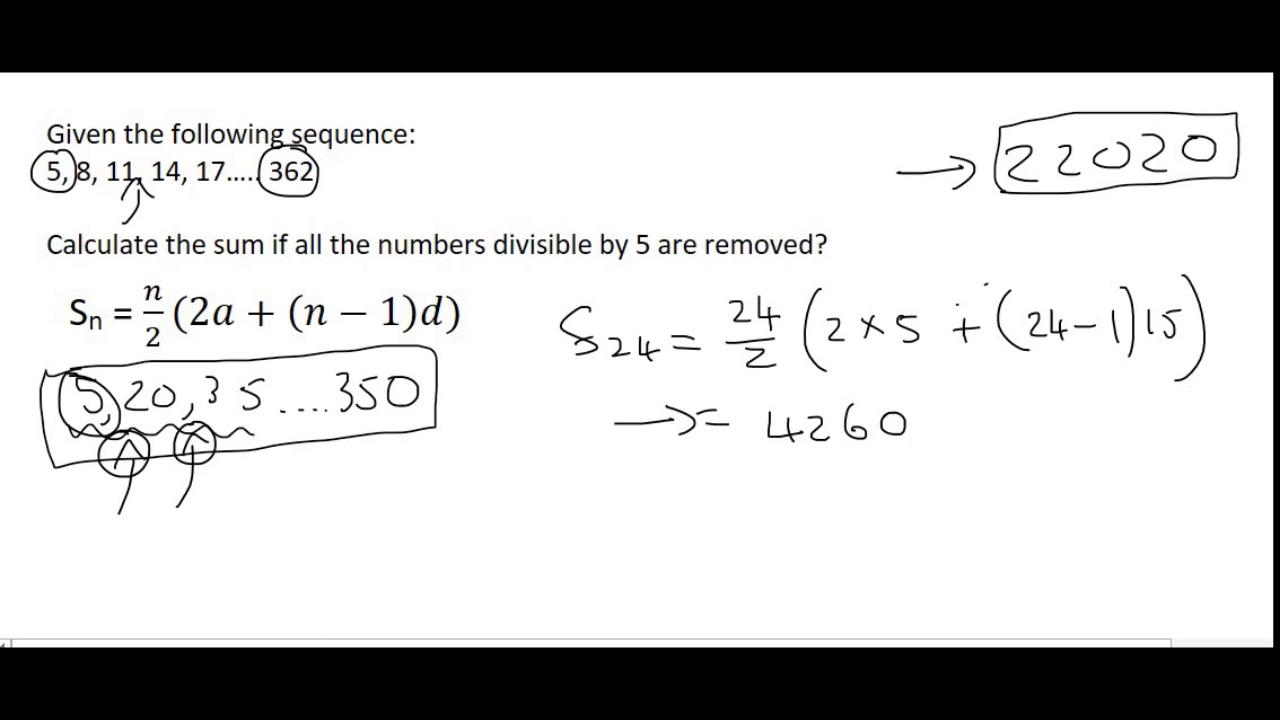 Given the following sequence:
5, 8, 11, 14, 17..... 362
→ 22020
Calculate the sum if all the numbers divisible by 5 are removed?
Sn = n/2 (2a + (n − 1)d)
S24 = 24/2 (2 × 5 + (24 − 1) 15)
5, 20, 35 .... 350
→ = 4260